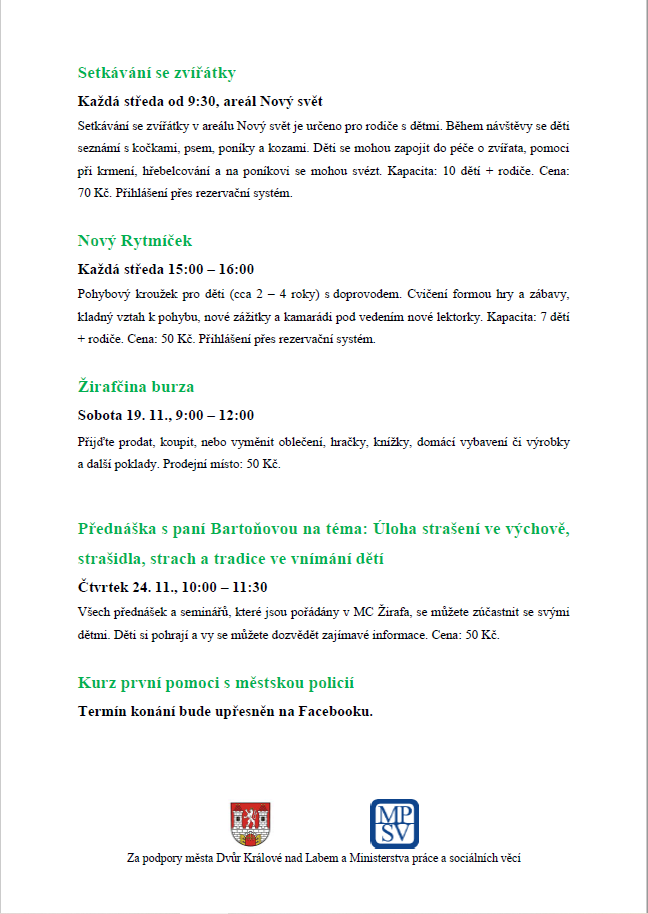 Setkávání se zvířátky
Každá středa od 9:30, areál Nový svět
Setkávání se zvířátky v areálu Nový svět je určeno pro rodiče s dětmi. Během návštěvy se děti
seznámí s kočkami, psem, poníky a kozami. Děti se mohou zapojit do péče o zvířata, pomoci
při krmení, hřebelcování a na poníkovi se mohou svézt. Kapacita: 10 dětí + rodiče. Cena:
70 Kč. Přihlášení přes rezervační systém.
Nový Rytmíček
Každá středa 15:00 – 16:00
Pohybový kroužek pro děti (cca 2 – 4 roky) s doprovodem. Cvičení formou hry a zábavy,
kladný vztah k pohybu, nové zážitky a kamarádi pod vedením nové lektorky. Kapacita: 7 dětí
+ rodiče. Cena: 50 Kč. Přihlášení přes rezervační systém.
Žirafčina burza
Sobota 19. 11., 9:00 – 12:00
Přijďte prodat, koupit, nebo vyměnit oblečení, hračky, knížky, domácí vybavení či výrobky
a další poklady. Prodejní místo: 50 Kč.
Přednáška s paní Bartoňovou na téma: Úloha strašení ve výchově,
strašidla, strach a tradice ve vnímání dětí
Čtvrtek 24. 11., 10:00 – 11:30
Všech přednášek a seminářů, které jsou pořádány v MC Žirafa, se můžete zúčastnit se svými
dětmi. Děti si pohrají a vy se můžete dozvědět zajímavé informace. Cena: 50 Kč.
Kurz první pomoci s městskou policií
Termín konání bude upřesněn na Facebooku.
MP
SV
Za podpory města Dvůr Králové nad Labem a Ministerstva práce a sociálních věcí